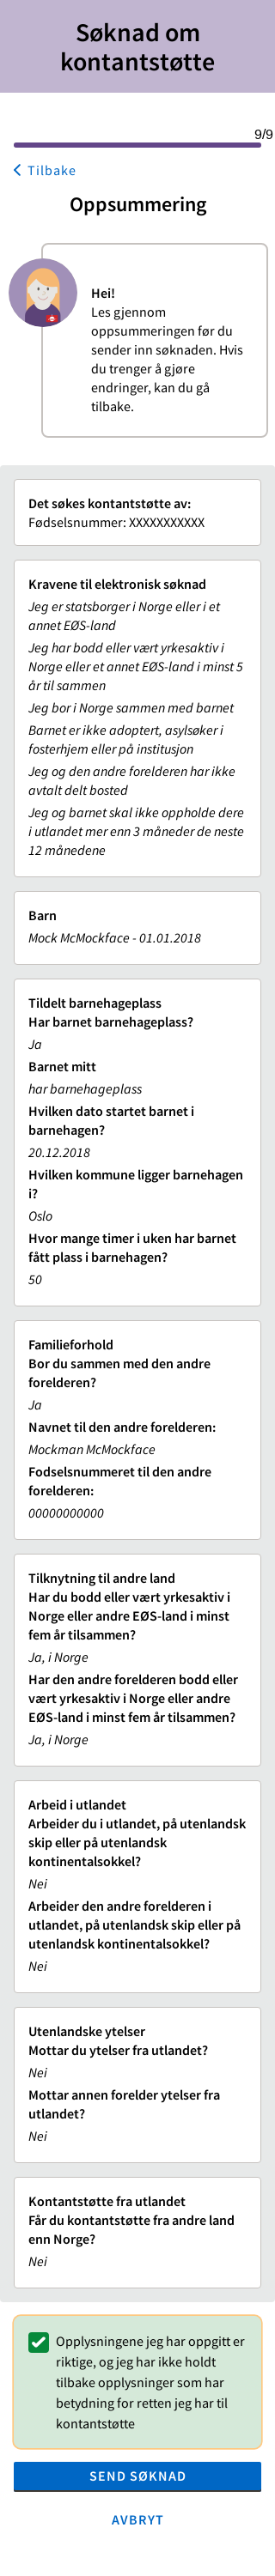 Søknad om
kontantstøtte
9/9
Tilbake
Oppsummering
Hei!
Les gjennom
oppsummeringen før du
sender inn søknaden. Hvis
du trenger å gjøre
endringer, kan du gå
tilbake.
Det søkes kontantstøtte av:
Fødselsnummer: XXXXXXXXXXX
Kravene til elektronisk søknad
Jeg er statsborger i Norge eller i et
annet EØS-land
Jeg har bodd eller vært yrkesaktiv i
Norge eller et annet EØS-land i minst 5
år til sammen
Jeg bor i Norge sammen med barnet
Barnet er ikke adoptert, asylsøker i
fosterhjem eller på institusjon
Jeg og den andre forelderen har ikke
avtalt delt bosted
Jeg og barnet skal ikke oppholde dere
i utlandet mer enn 3 måneder de neste
12 månedene
Barn
Mock McMockface - 01.01.2018
Tildelt barnehageplass
Har barnet barnehageplass?
Ja
Barnet mitt
har barnehageplass
Hvilken dato startet barnet i
barnehagen?
20.12.2018
Hvilken kommune ligger barnehagen
i?
Oslo
Hvor mange timer i uken har barnet
fått plass i barnehagen?
50
Familieforhold
Bor du sammen med den andre
forelderen?
Ja
Navnet til den andre forelderen:
Mockman McMockface
Fodselsnummeret til den andre
forelderen:
00000000000
Tilknytning til andre land
Har du bodd eller vært yrkesaktiv i
Norge eller andre EØS-land i minst
fem år tilsammen?
Ja, i Norge
Har den andre forelderen bodd eller
vært yrkesaktiv i Norge eller andre
EØS-land i minst fem år tilsammen?
Ja, i Norge
Arbeid i utlandet
Arbeider du i utlandet, på utenlandsk
skip eller på utenlandsk
kontinentalsokkel?
Nei
Arbeider den andre forelderen i
utlandet, på utenlandsk skip eller på
utenlandsk kontinentalsokkel?
Nei
Utenlandske ytelser
Mottar du ytelser fra utlandet?
Nei
Mottar annen forelder ytelser fra
utlandet?
Nei
Kontantstøtte fra utlandet
Får du kontantstøtte fra andre land
enn Norge?
Nei
Opplysningene jeg har oppgitt er
riktige, og jeg har ikke holdt
tilbake opplysninger som har
betydning for retten jeg har til
kontantstøtte
SEND SØKNAD
AVBRYT